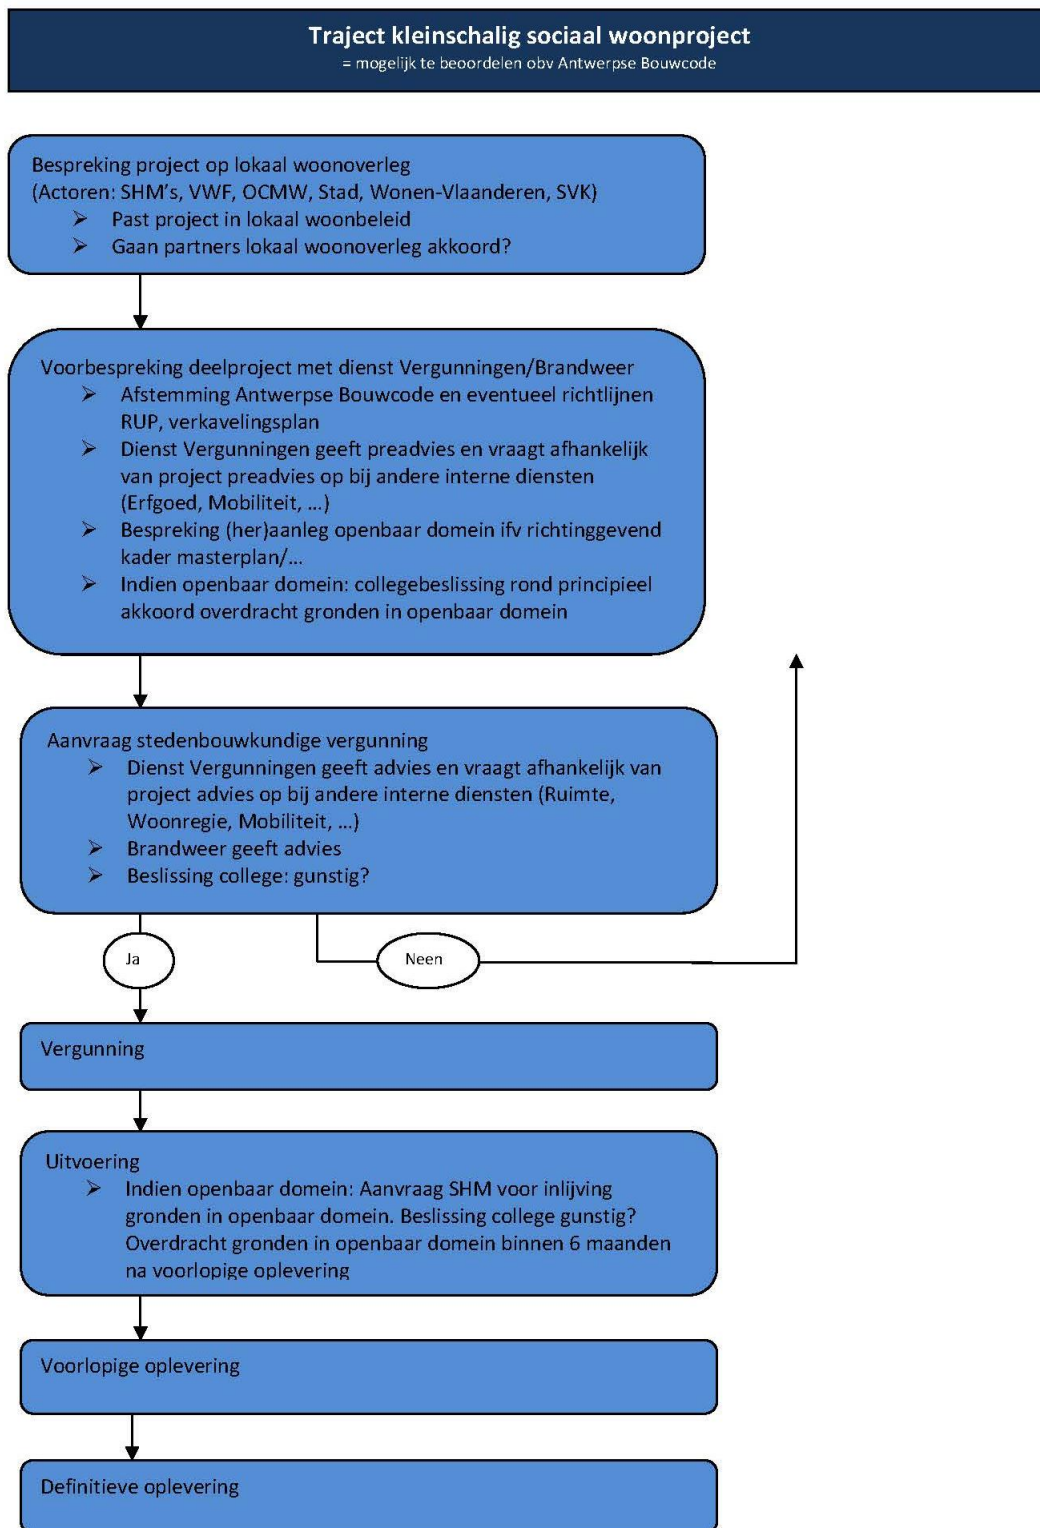 Traject kleinschalig sociaal woonproject
= mogelijk te beoordelen obv Antwerpse Bouwcode
Bespreking project op lokaal woonoverleg
(Actoren: SHM's, VWF, OCMW, Stad, Wonen-Vlaanderen, SVK)
➢ Past project in lokaal woonbeleid
➢ Gaan partners lokaal woonoverleg akkoord?
Voorbespreking deelproject met dienst Vergunningen/Brandweer
➢ Afstemming Antwerpse Bouwcode en eventueel richtlijnen
RUP, verkavelingsplan
➢ Dienst Vergunningen geeft preadvies en vraagt afhankelijk
van project preadvies op bij andere interne diensten
(Erfgoed, Mobiliteit, ...)
➢ Bespreking (her)aanleg openbaar domein ifv richtinggevend
kader masterplan/...
➢ Indien openbaar domein: collegebeslissing rond principieel
akkoord overdracht gronden in openbaar domein
Aanvraag stedenbouwkundige vergunning
➢ Dienst Vergunningen geeft advies en vraagt afhankelijk van
project advies op bij andere interne diensten (Ruimte,
Woonregie, Mobiliteit, ...)
➢ Brandweer geeft advies
➢ Beslissing college: gunstig?
Ja
Neen
Vergunning
Uitvoering
➢ Indien openbaar domein: Aanvraag SHM voor inlijving
gronden in openbaar domein. Beslissing college gunstig?
Overdracht gronden in openbaar domein binnen 6 maanden
na voorlopige oplevering
Voorlopige oplevering
Definitieve oplevering